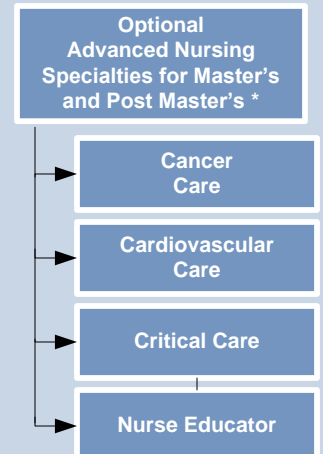 Optional
Advanced Nursing
Specialties for Master's
and Post Master's *
Cancer
Care
Cardiovascular
Care
Critical Care
Nurse Educator